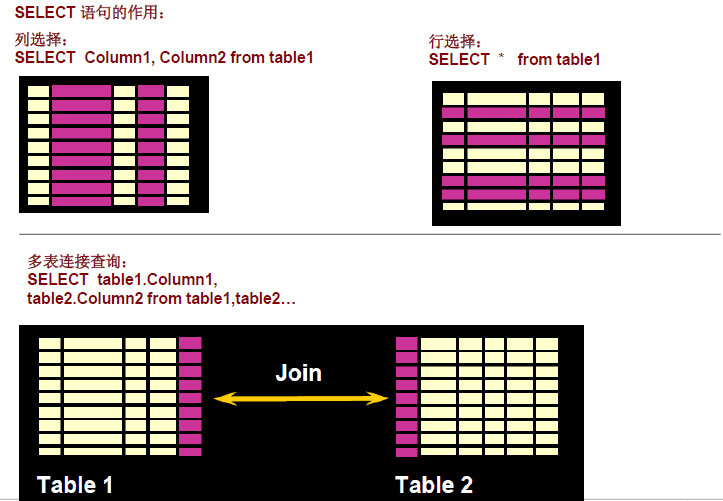 SELECT 语句的作用：
列选择：
SELECT Column1, Column2 from table1
行选择：
SELECT * from table1
多表连接查询：
SELECT table1.Column1,
table2.Column2 from table1,table2…
Join
Table 1
Table 2